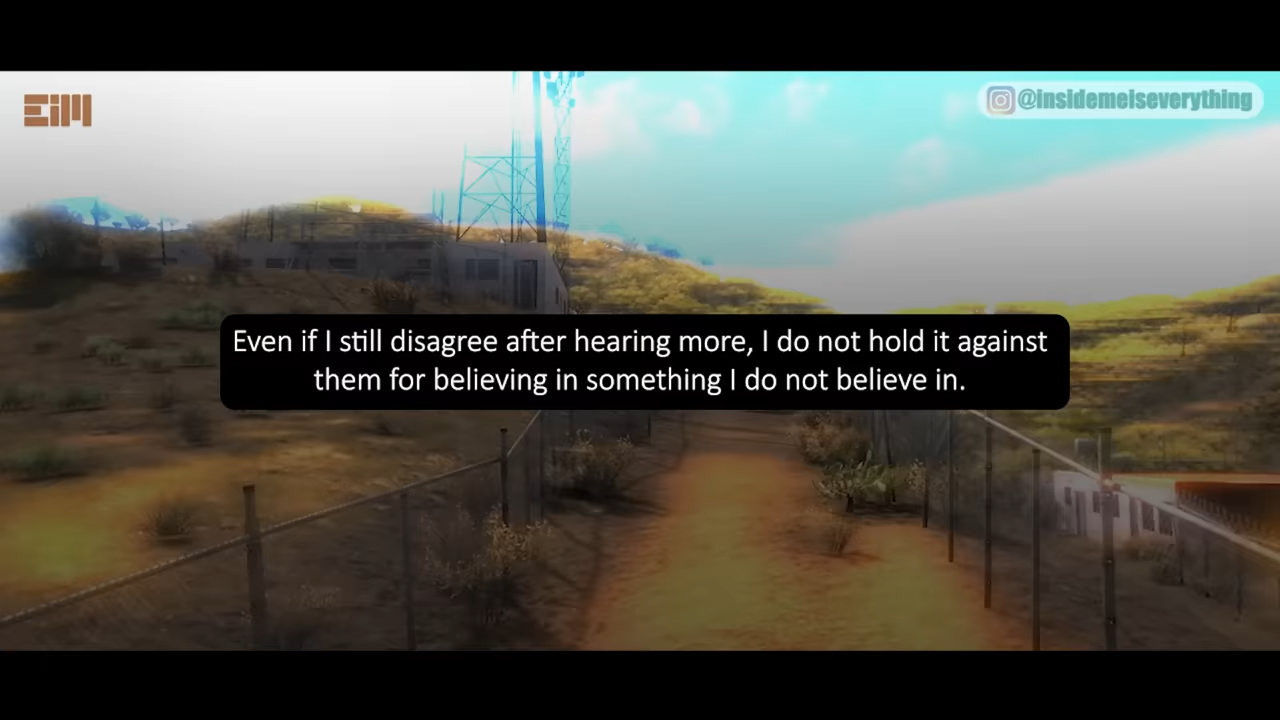 EiM
@insidemeiseverything
Even if I still disagree after hearing more, I do not hold it against
them for believing in something I do not believe in.